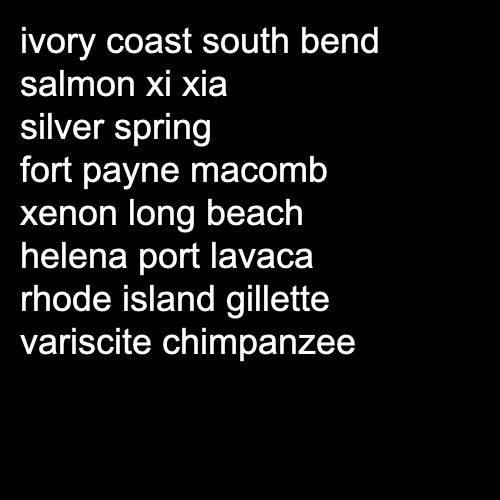 ivory coast south bend
salmon xi xia
silver spring
fort payne macomb
xenon long beach
helena port lavaca
rhode island gillette
variscite chimpanzee